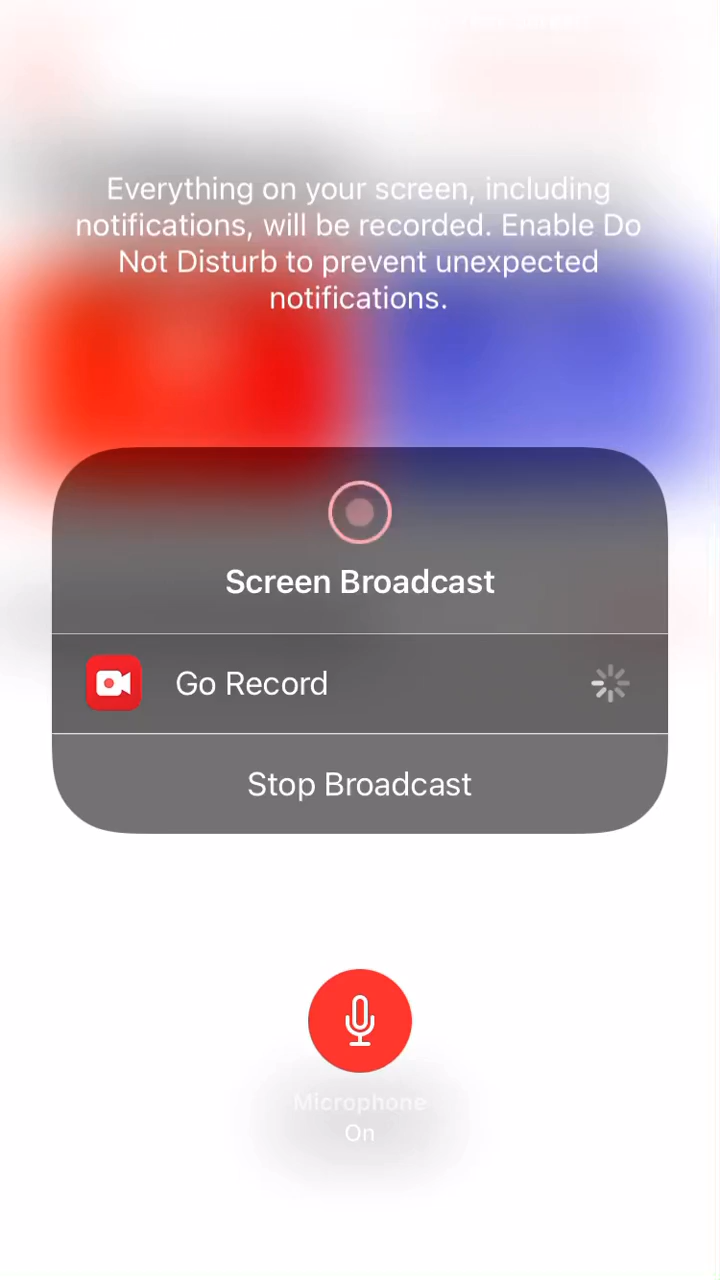 Everything on your screen, including
notifications, will be recorded. Enable Do
Not Disturb to prevent unexpected
notifications.
Screen Broadcast
Go Record
Stop Broadcast
Microphone
On